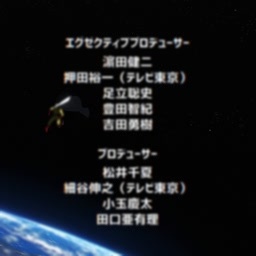 エグゼクティブプロデューサー
濵田健二
押田裕一（テレビ東京）
足立聡史
豊田智紀
吉田勇樹
プロデューサー
松井千夏
細谷伸之（テレビ東京）
小玉慶太
田口亜有理